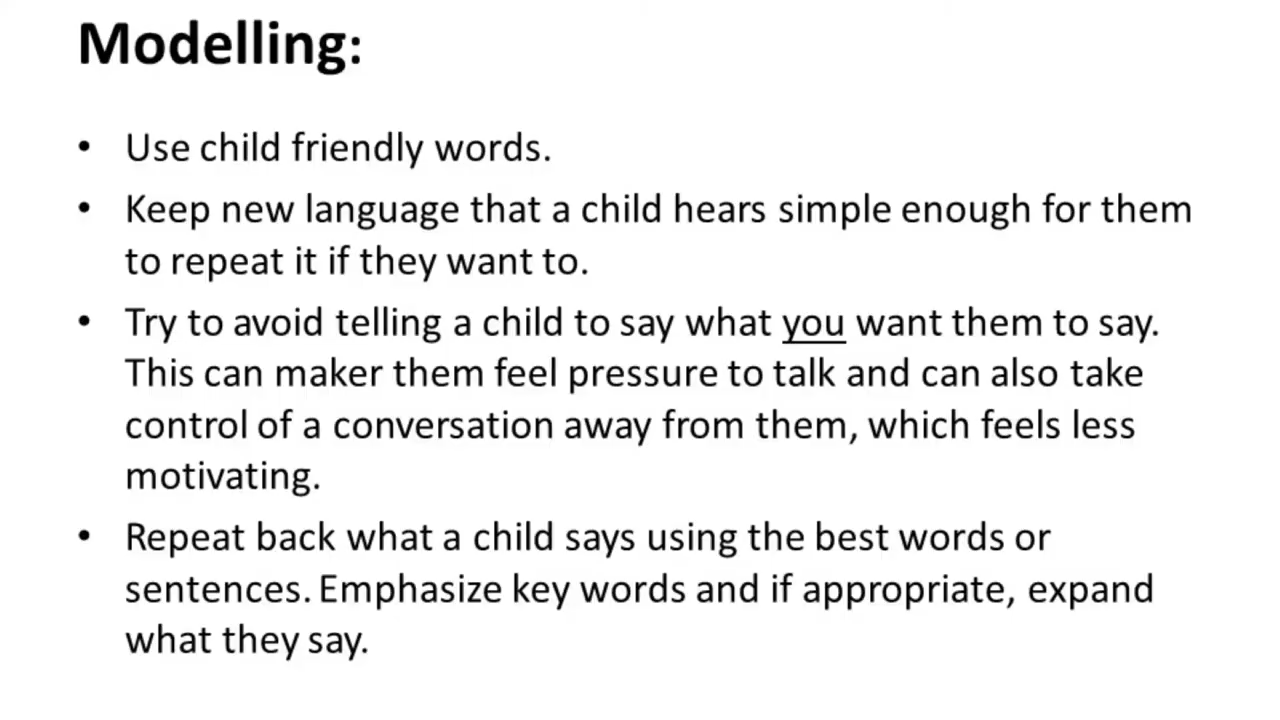 Modelling:
• Use child friendly words.
• Keep new language that a child hears simple enough for them
to repeat it if they want to.
• Try to avoid telling a child to say what you want them to say.
This can maker them feel pressure to talk and can also take
control of a conversation away from them, which feels less
motivating.
• Repeat back what a child says using the best words or
sentences. Emphasize key words and if appropriate, expand
what they say.